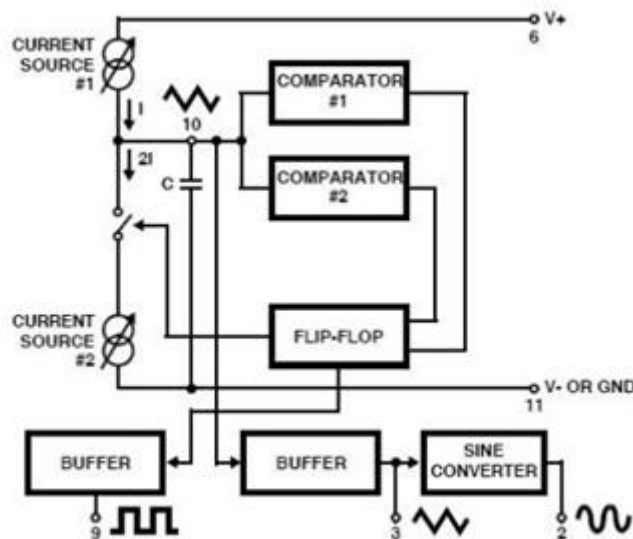 V+
6
CURRENT
SOURCE
#1
I
10
COMPARATOR
#1
2I
C
COMPARATOR
#2
CURRENT
SOURCE
#2
FLIP-FLOP
V- OR GND
11
BUFFER
BUFFER
SINE
CONVERTER
9
3
2